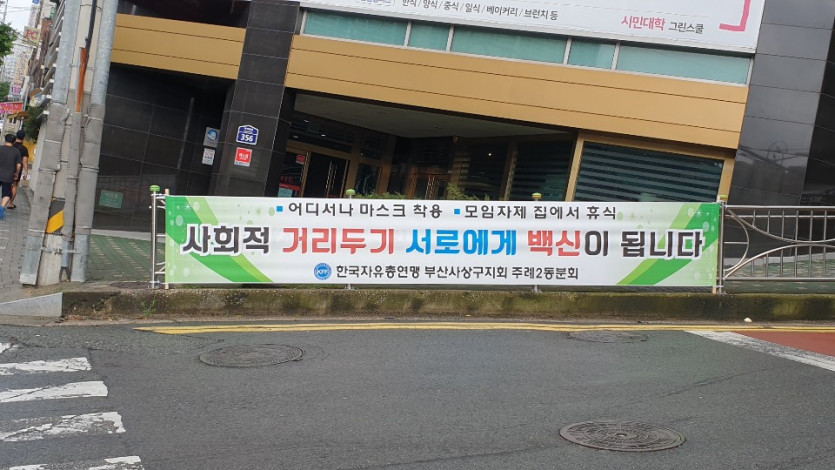 한식 / 양식 / 중식 / 일식 / 베이커리 / 브런치 등
시민대학 그린스쿨
356
▪어디서나 마스크 착용 ▪모임자제 집에서 휴식
사회적 거리두기 서로에게 백신이 됩니다
KFF 한국자유총연맹 부산사상구지회 주례2동분회